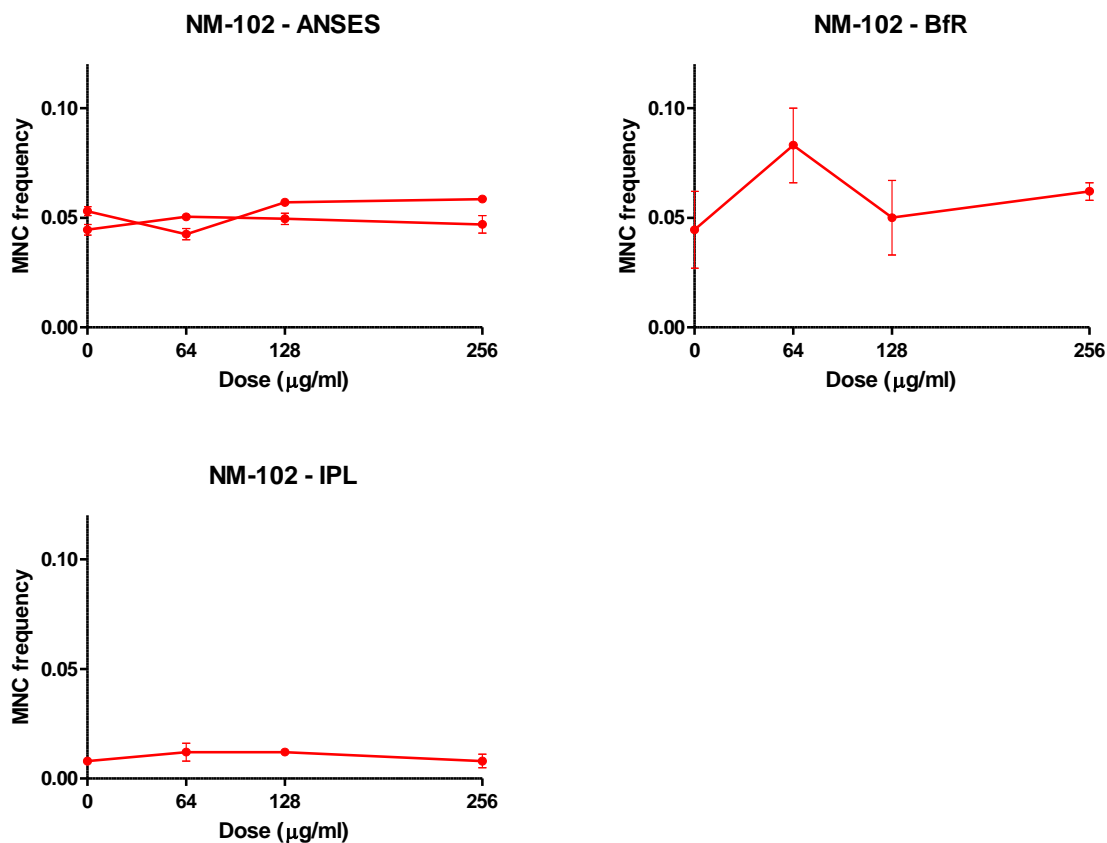 NM-102 - ANSES
MNC frequency
0.10
0.05
0.00
0 64 128 256
Dose (μg/ml)
NM-102 - BfR
MNC frequency
0.10
0.05
0.00
0 64 128 256
Dose (μg/ml)
NM-102 - IPL
MNC frequency
0.10
0.05
0.00
0 64 128 256
Dose (μg/ml)